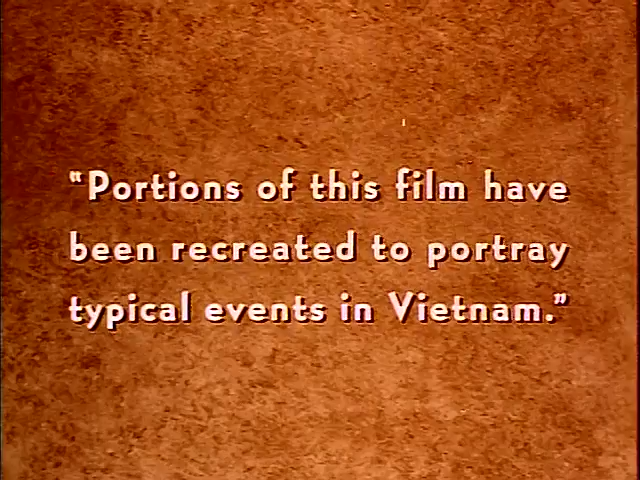 "Portions of this film have
been recreated to portray
typical events in Vietnam."